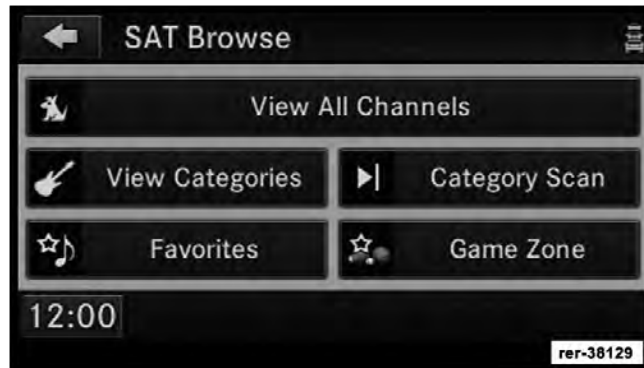 SAT Browse
View All Channels
View Categories
Category Scan
Favorites
Game Zone
12:00
rer-38129